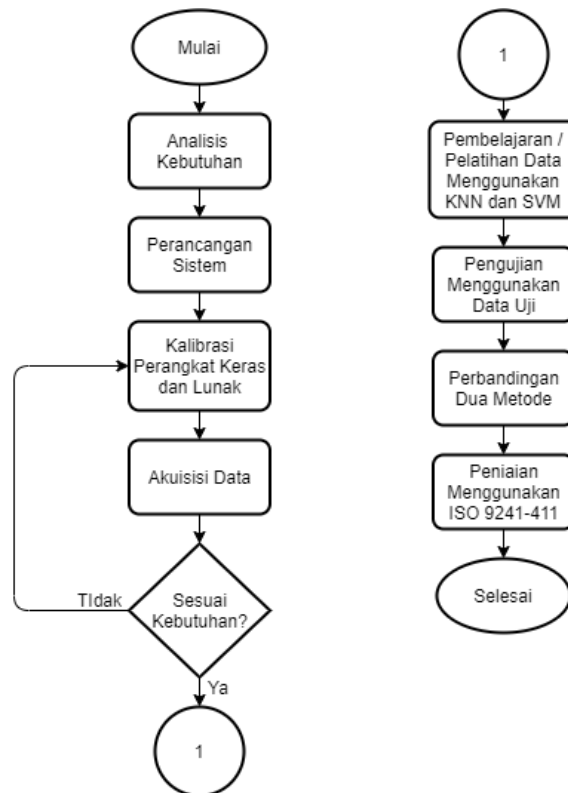 Mulai
Analisis
Kebutuhan
Perancangan
Sistem
Kalibrasi
Perangkat Keras
dan Lunak
Akuisisi Data
Sesuai
Kebutuhan?
TIdak
Ya
1
1
Pembelajaran /
Pelatihan Data
Menggunakan
KNN dan SVM
Pengujian
Menggunakan
Data Uji
Perbandingan
Dua Metode
Peniaian
Menggunakan
ISO 9241-411
Selesai